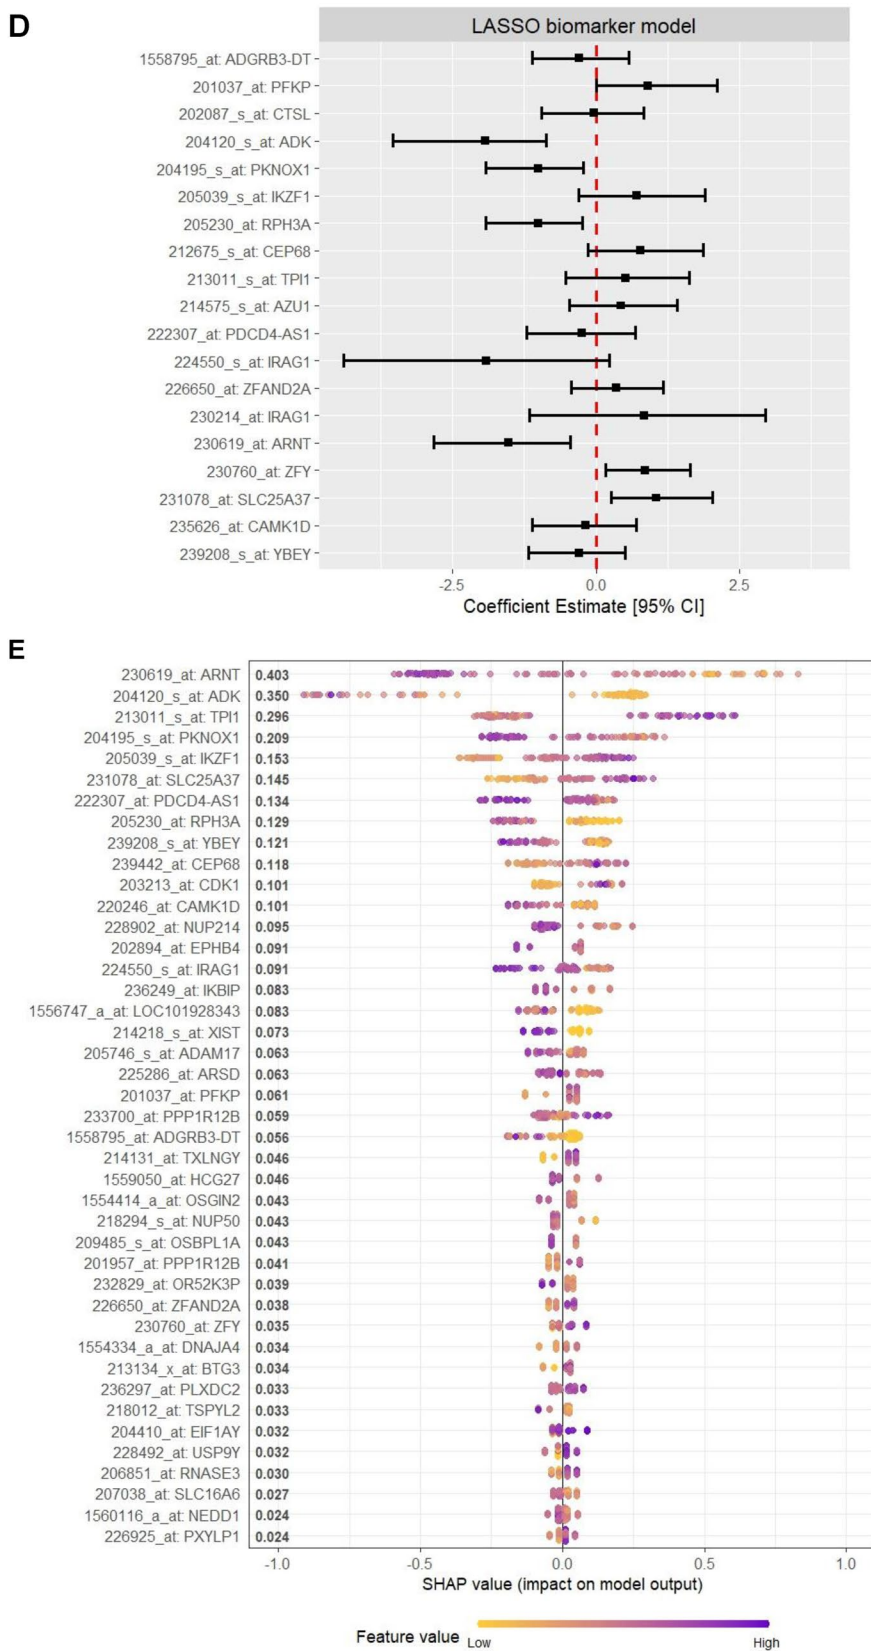 D
LASSO biomarker model
1558795_at: ADGRB3-DT
201037_at: PFKP
202087_s_at: CTSL
204120_s_at: ADK
204195_s_at: PKNOX1
205039_s_at: IKZF1
205230_at: RPH3A
212675_s_at: CEP68
213011_s_at: TPI1
214575_s_at: AZU1
222307_at: PDCD4-AS1
224550_s_at: IRAG1
226650_at: ZFAND2A
230214_at: IRAG1
230619_at: ARNT
230760_at: ZFY
231078_at: SLC25A37
235626_at: CAMK1D
239208_s_at: YBEY
-2.5 0.0 2.5
Coefficient Estimate [95% CI]
E
230619_at: ARNT 0.403
204120_s_at: ADK 0.350
213011_s_at: TPI1 0.296
204195_s_at: PKNOX1 0.209
205039_s_at: IKZF1 0.153
231078_at: SLC25A37 0.145
222307_at: PDCD4-AS1 0.134
205230_at: RPH3A 0.129
239208_s_at: YBEY 0.121
239442_at: CEP68 0.118
203213_at: CDK1 0.101
220246_at: CAMK1D 0.101
228902_at: NUP214 0.095
202894_at: EPHB4 0.091
224550_s_at: IRAG1 0.091
236249_at: IKBIP 0.083
1556747_a_at: LOC101928343 0.083
214218_s_at: XIST 0.073
205746_s_at: ADAM17 0.063
225286_at: ARSD 0.063
201037_at: PFKP 0.061
233700_at: PPP1R12B 0.059
1558795_at: ADGRB3-DT 0.056
214131_at: TXLNGY 0.046
1559050_at: HCG27 0.046
1554414_a_at: OSGIN2 0.043
218294_s_at: NUP50 0.043
209485_s_at: OSBPL1A 0.043
201957_at: PPP1R12B 0.041
232829_at: OR52K3P 0.039
226650_at: ZFAND2A 0.038
230760_at: ZFY 0.035
1554334_a_at: DNAJA4 0.034
213134_x_at: BTG3 0.034
236297_at: PLXDC2 0.033
218012_at: TSPYL2 0.033
204410_at: EIF1AY 0.032
228492_at: USP9Y 0.032
206851_at: RNASE3 0.030
207038_at: SLC16A6 0.027
1560116_a_at: NEDD1 0.024
226925_at: PXYLP1 0.024
-1.0 -0.5 0.0 0.5 1.0
SHAP value (impact on model output)
Feature value Low High